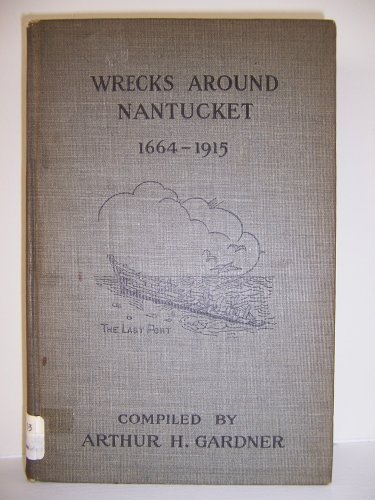 WRECKS AROUND
NANTUCKET
1664-1915
THE LAST PORT
COMPILED BY
ARTHUR H. GARDNER